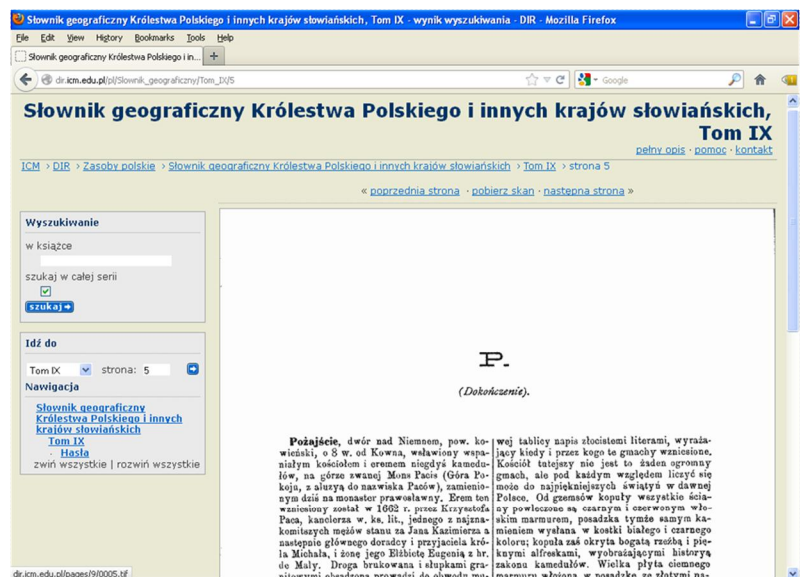 Słownik geograficzny Królestwa Polskiego i innych krajów słowiańskich, Tom IX - wynik wyszukiwania - DIR - Mozilla Firefox
File Edit View History Bookmarks Tools Help
Słownik geograficzny Królestwa Polskiego i in... +
dir.icm.edu.pl/pl/Slownik_geograficzny/Tom_IX/5
Google
Słownik geograficzny Królestwa Polskiego i innych krajów słowiańskich,
Tom IX
pełny opis · pomoc · kontakt
ICM > DIR > Zasoby polskie > Słownik geograficzny Królestwa Polskiego i innych krajów słowiańskich > Tom IX > strona 5
« poprzednia strona · pobierz skan · następna strona »
Wyszukiwanie
w książce
szukaj w całej serii
szukaj
Idź do
Tom IX strona: 5
Nawigacja
Słownik geograficzny
Królestwa Polskiego i innych
krajów słowiańskich
Tom IX
· Hasła
zwiń wszystkie | rozwiń wszystkie
P.
(Dokończenie).
Pożajście, dwór nad Niemnem, pow. ko-
wieński, o 8 w. od Kowna, wsławiony wspa-
niałym kościołem i eremem niegdyś kamedu-
łów, na górze zwanej Mons Pacis (Góra Po-
koju, z aluzyą do nazwiska Paców), zamienio-
nym dziś na monaster prawosławny. Erem ten
wzniesiony został w 1662 r. przez Krzysztofa
Paca, kanclerza w. ks. lit., jednego z najzna-
komitszych mężów stanu za Jana Kazimierza a
następnie głównego doradcy i przyjaciela kró-
la Michała, i żonę jego Elżbietę Eugenią z hr.
de Maly. Droga brukowana i słupkami gra-
nitowymi obsadzona prowadzi do obwodu mu-
wej tablicy napis złocistemi literami, wyraża-
jący kiedy i przez kogo te gmachy wzniesione.
Kościół tutejszy nie jest to żaden ogromny
gmach, ale pod każdym względem liczyć się
może do najpiękniejszych świątyń w dawnej
Polsce. Od gzemsów kopuły wszystkie ścia-
ny powleczone są czarnym i czerwonym wło-
skim marmurem, posadzka tymże samym ka-
mieniem wysłana w kostki białego i czarnego
koloru; kopuła zaś okryta bogatą rzeźbą i pię-
knymi alfreskami, wyobrażającymi historyą
zakonu kamedułów. Wielka płyta ciemnego
marmuru włożona w posadzkę, ze złotymi na-
dir.icm.edu.pl/pages/9/0005.tif